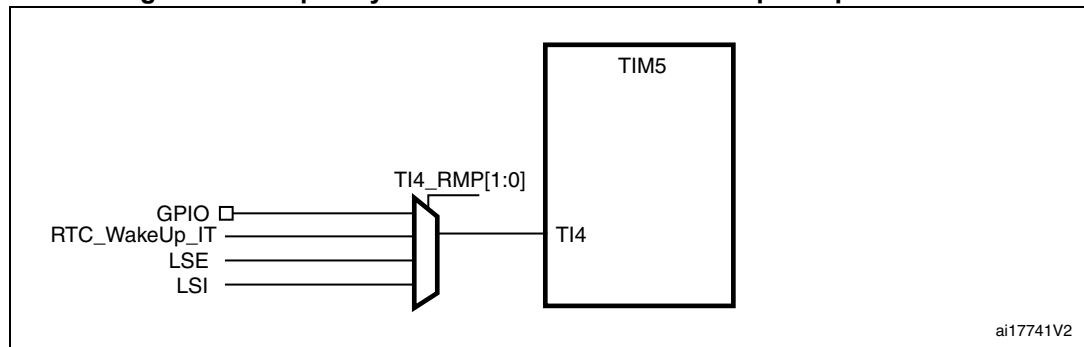 TIM5
TI4_RMP[1:0]
GPIO
RTC_WakeUp_IT
TI4
LSE
LSI
ai17741V2